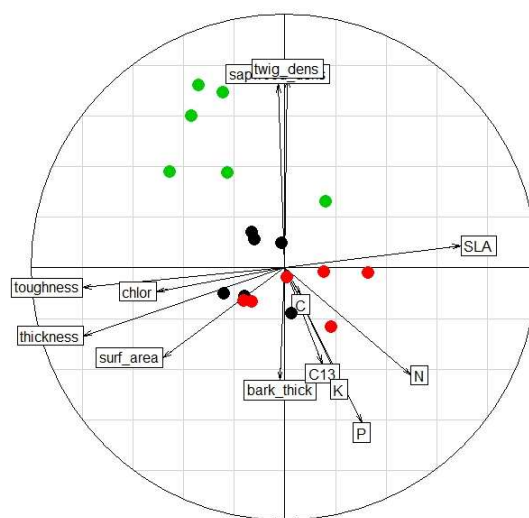 twig_dens
SLA
toughness
chlor
C
thickness
surf_area
C13
N
bark_thick
K
P